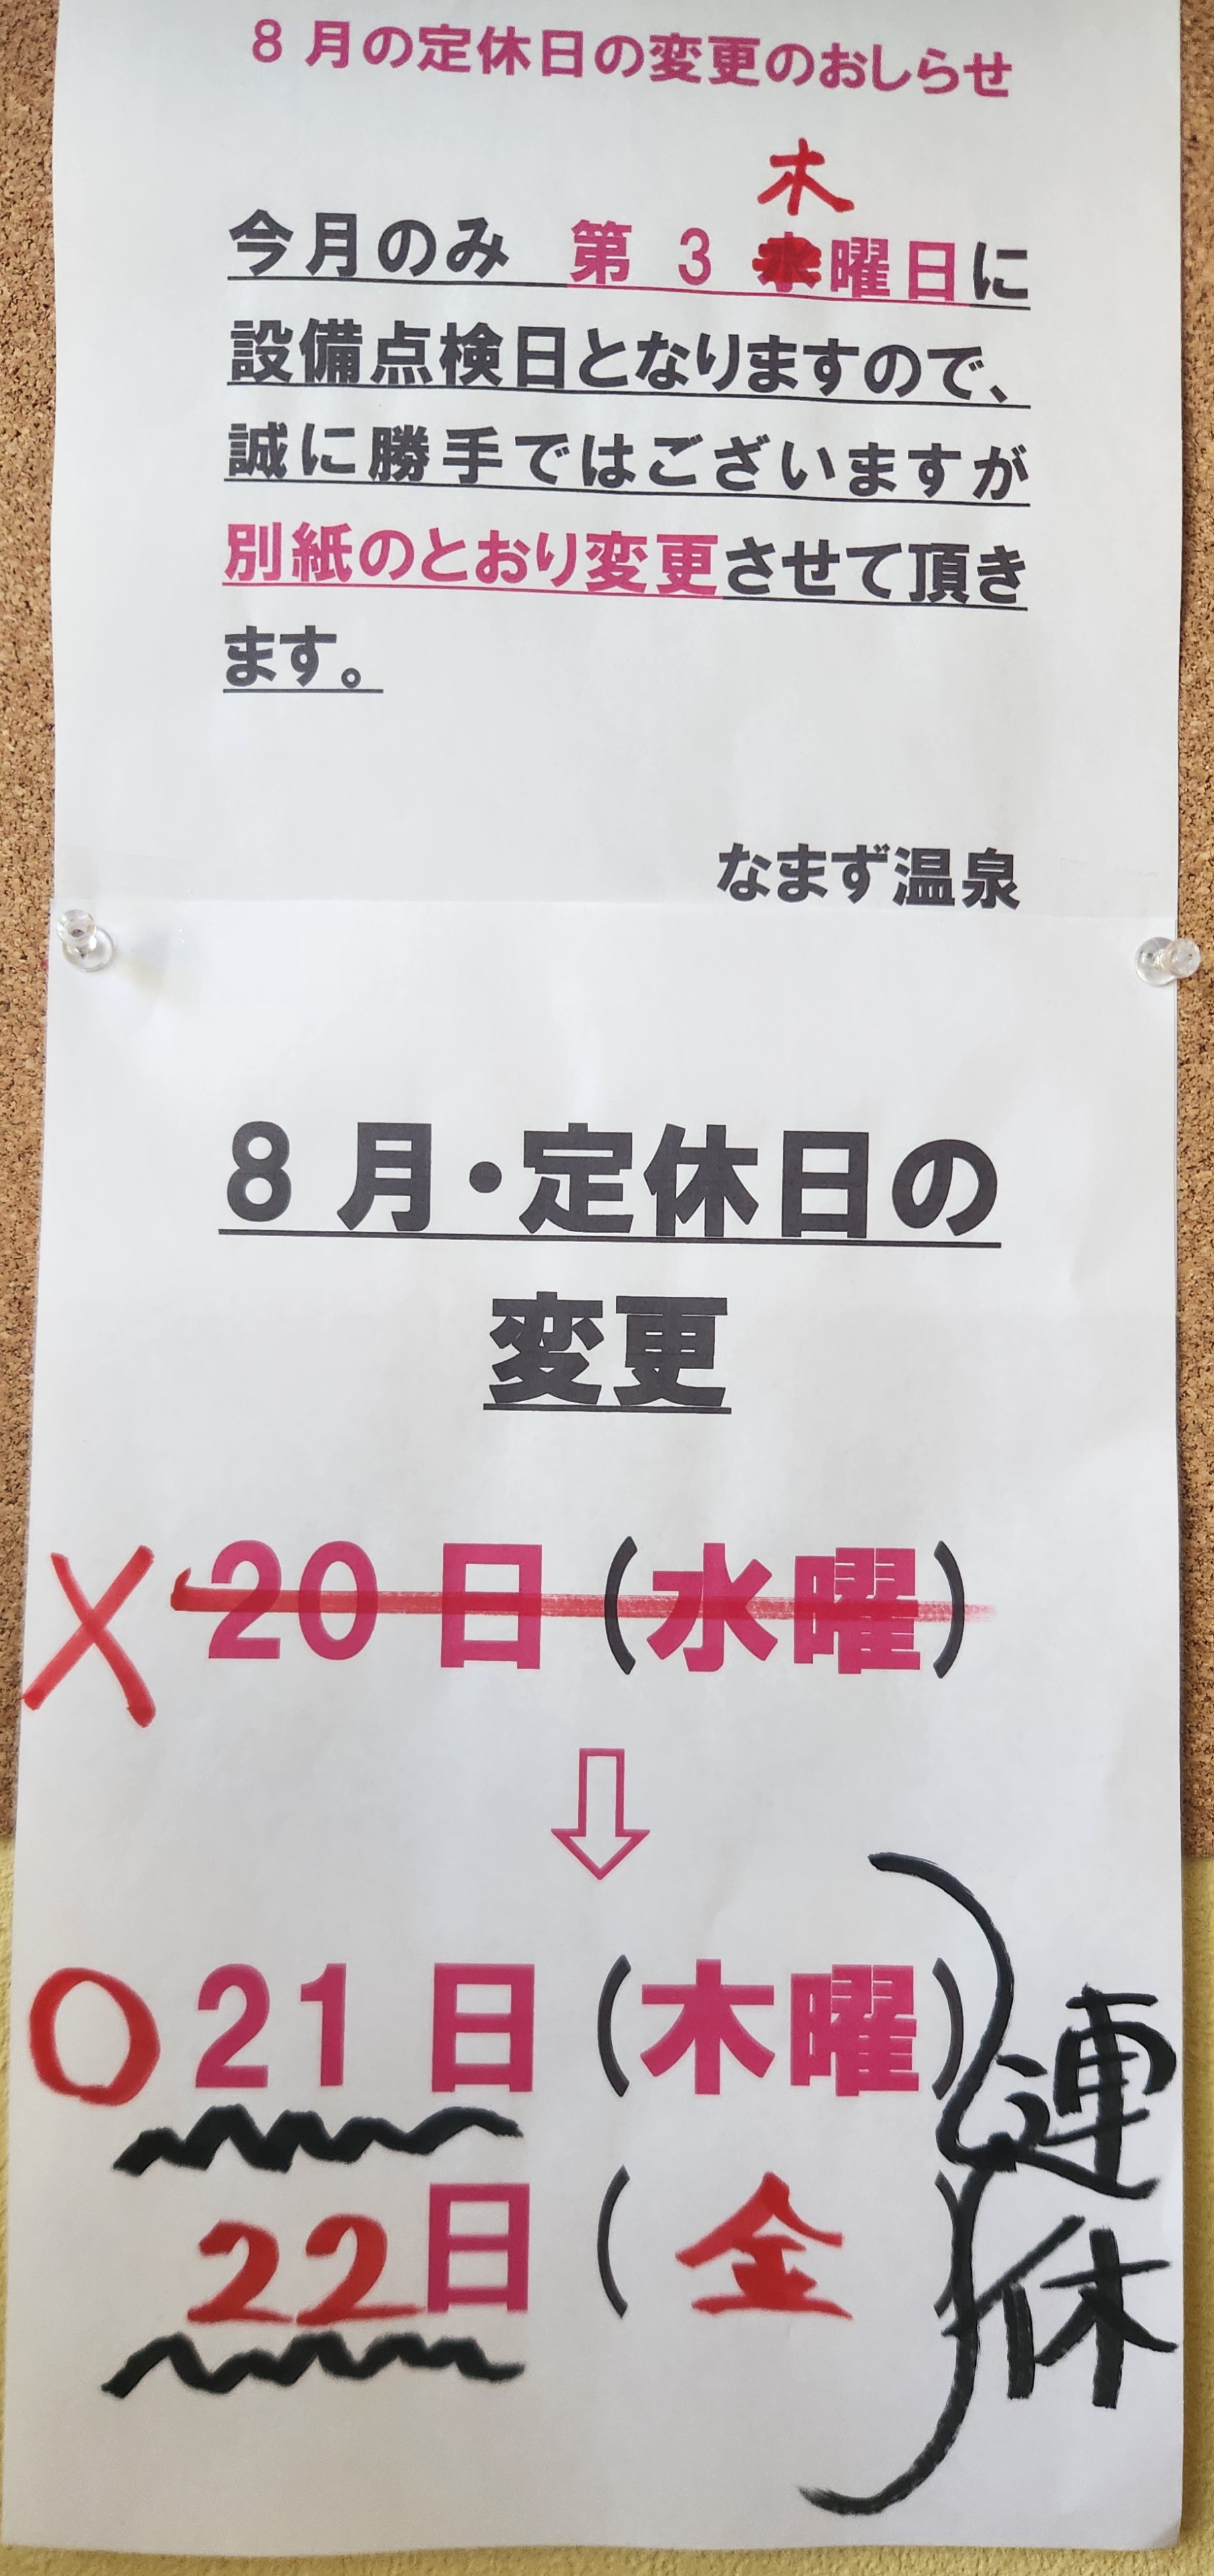 8月の定休日の変更のおしらせ
木
今月のみ 第3曜日に
設備点検日となりますので、
誠に勝手ではございますが
別紙のとおり変更させて頂き
ます。
なまず温泉
8月・定休日の
変更
X 20日(水曜)
O 21日(木曜)
22日(金)
連休